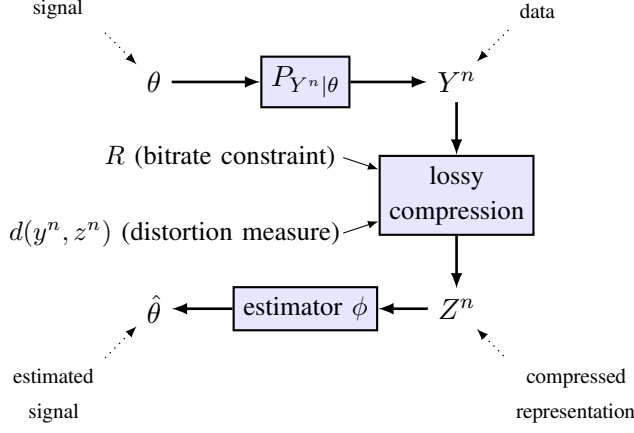 signal
data
θ
P_{Y^n|θ}
Y^n
R (bitrate constraint)
lossy
compression
d(y^n, z^n) (distortion measure)
θ̂
estimator ϕ
Z^n
estimated
signal
compressed
representation